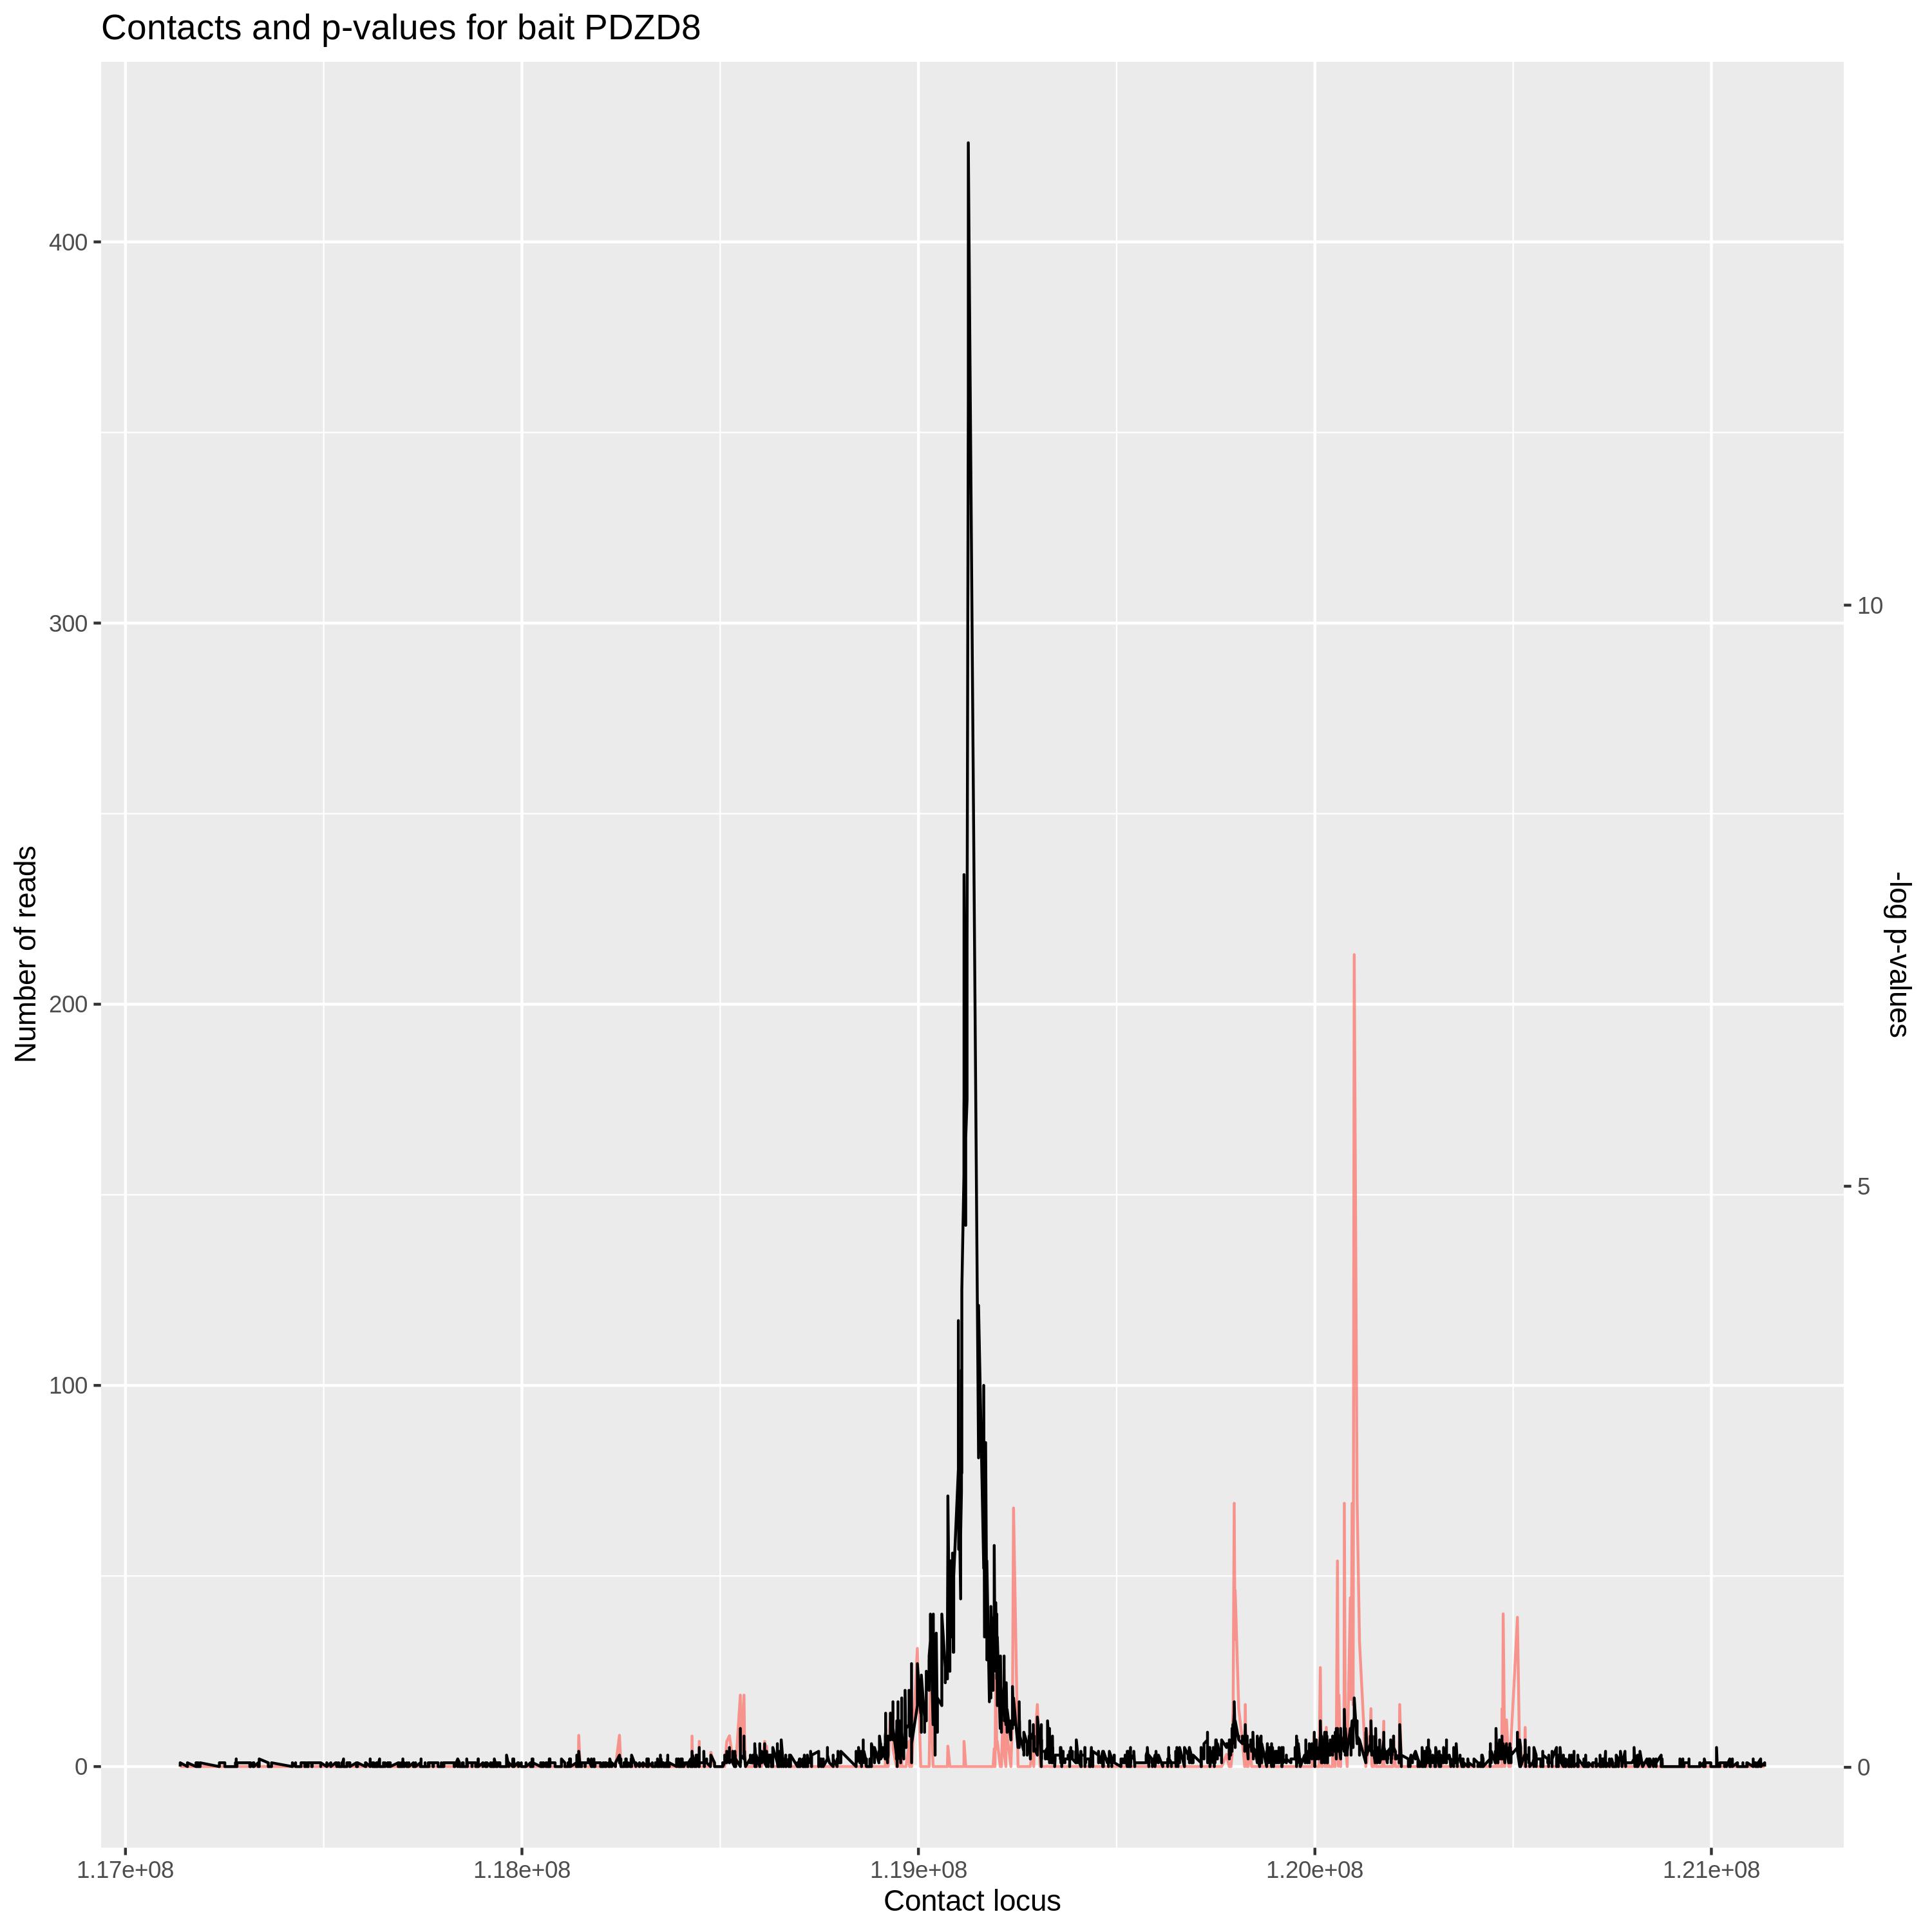 Contacts and p-values for bait PDZD8
400
300
200
100
0
Number of reads
10
5
0
-log p-values
1.17e+08
1.18e+08
1.19e+08
1.20e+08
1.21e+08
Contact locus